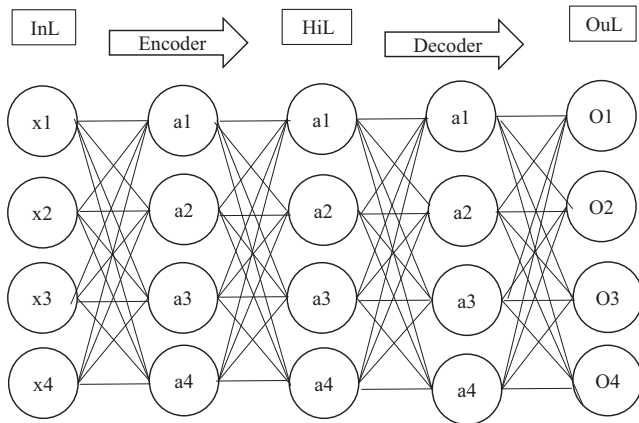 InL Encoder HiL Decoder OuL
x1 a1 a1 a1 O1
x2 a2 a2 a2 O2
x3 a3 a3 a3 O3
x4 a4 a4 a4 O4